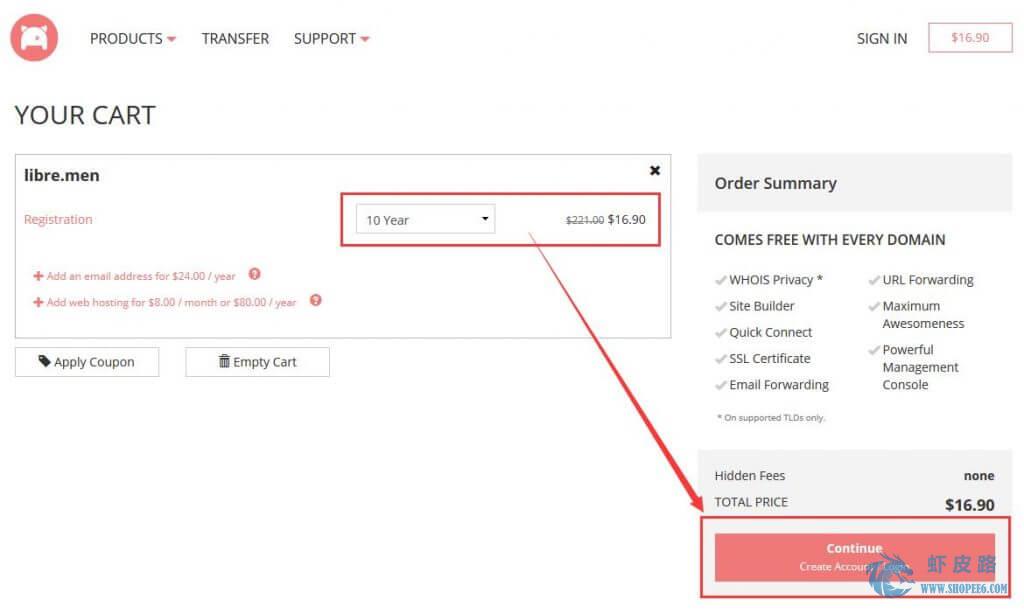 PRODUCTS TRANSFER SUPPORT SIGN IN $16.90
YOUR CART
libre.men
Registration 10 Year $221.00 $16.90
Add an email address for $24.00 / year ?
Add web hosting for $8.00 / month or $80.00 / year ?
Apply Coupon Empty Cart
Order Summary
COMES FREE WITH EVERY DOMAIN
WHOIS Privacy *
Site Builder
Quick Connect
SSL Certificate
Email Forwarding
URL Forwarding
Maximum
Awesomeness
Powerful
Management
Console
* On supported TLDs only.
Hidden Fees none
TOTAL PRICE $16.90
Continue
Create Account
虾皮路
WWW.SHOPEE6.COM